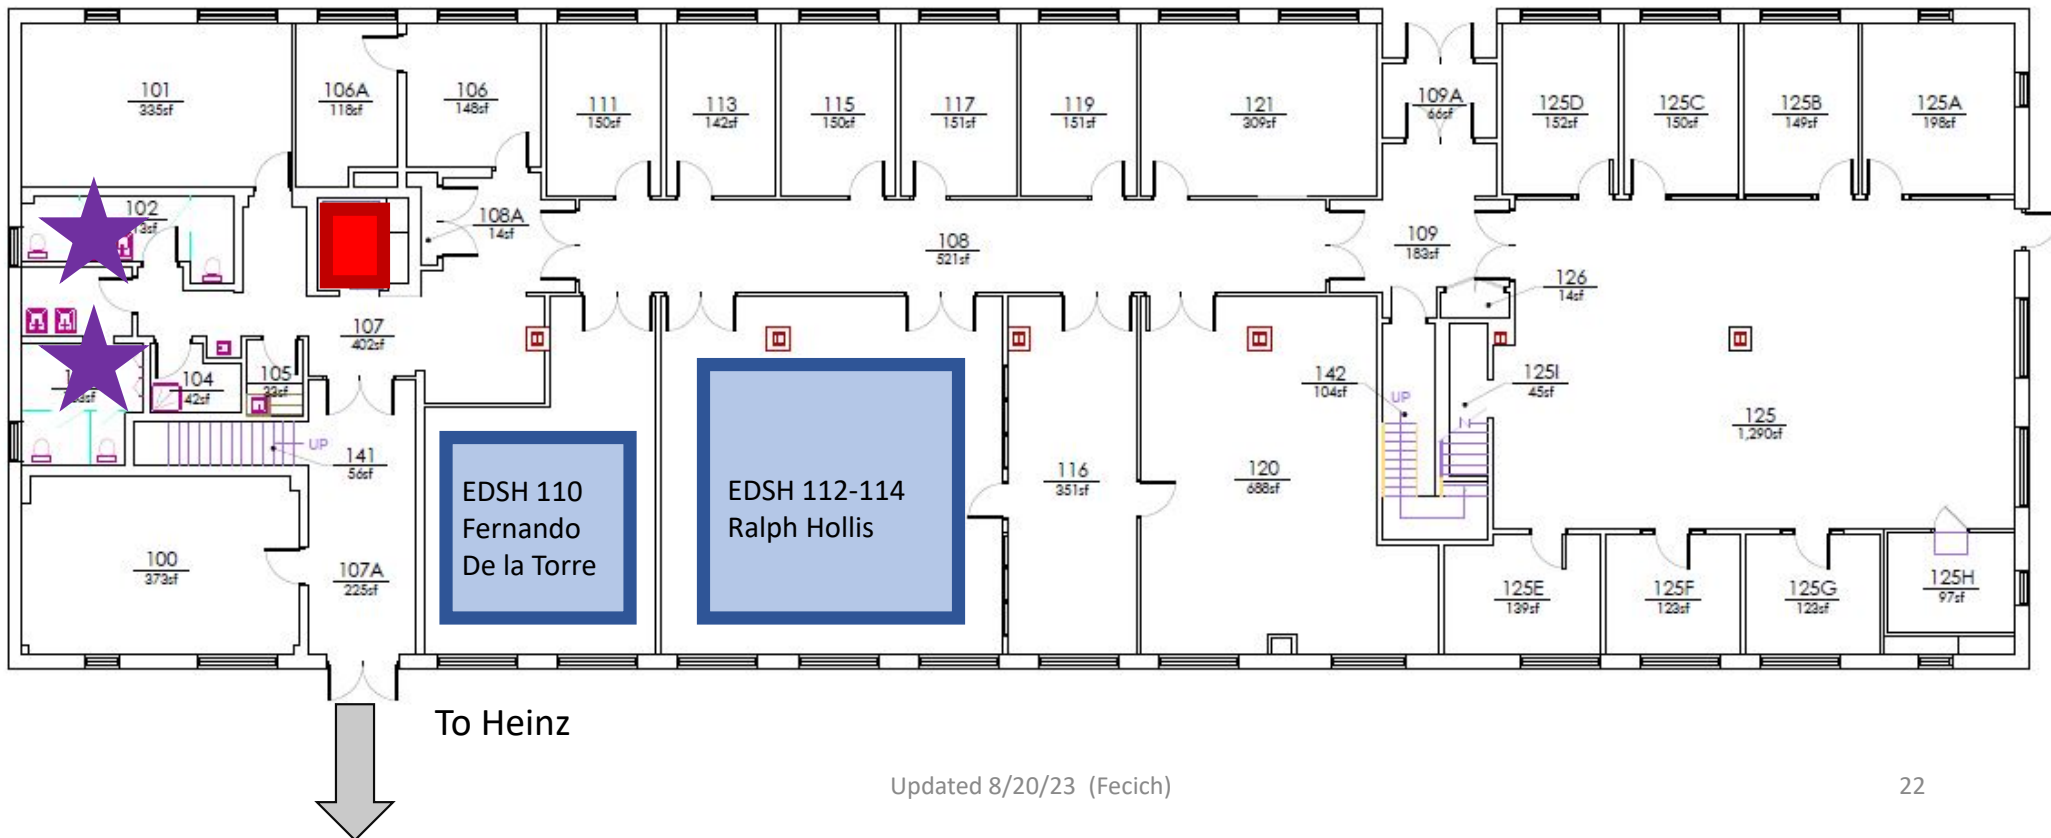 101
335sf
106A
118sf
106
148sf
111
150sf
113
142sf
115
150sf
117
151sf
119
151sf
121
309sf
109A
66sf
125D
152sf
125C
150sf
125B
149sf
125A
198sf
102
108A
14sf
108
521sf
109
183sf
126
14sf
107
402sf
104
42sf
105
33sf
142
104sf
UP
125I
45sf
125
1,290sf
UP
141
56sf
EDSH 110
Fernando
De la Torre
EDSH 112-114
Ralph Hollis
116
351sf
120
688sf
100
373sf
107A
225sf
125E
139sf
125F
123sf
125G
123sf
125H
97sf
To Heinz
Updated 8/20/23 (Fecich)
22